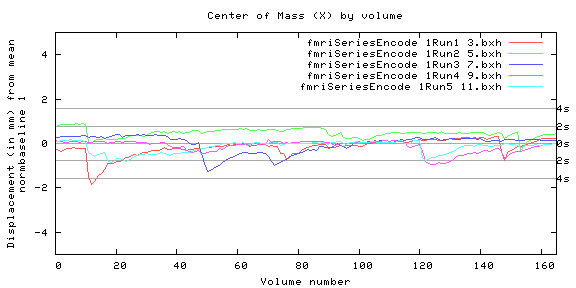 Center of Mass (X) by volume
fmriSeriesEncode 1Run1 3.bxh
fmriSeriesEncode 1Run2 5.bxh
fmriSeriesEncode 1Run3 7.bxh
fmriSeriesEncode 1Run4 9.bxh
fmriSeriesEncode 1Run5 11.bxh
Displacement (in mm) from mean
normbaseline 1
4
2
0
-2
-4
4s
2s
0s
2s
4s
0 20 40 60 80 100 120 140 160
Volume number